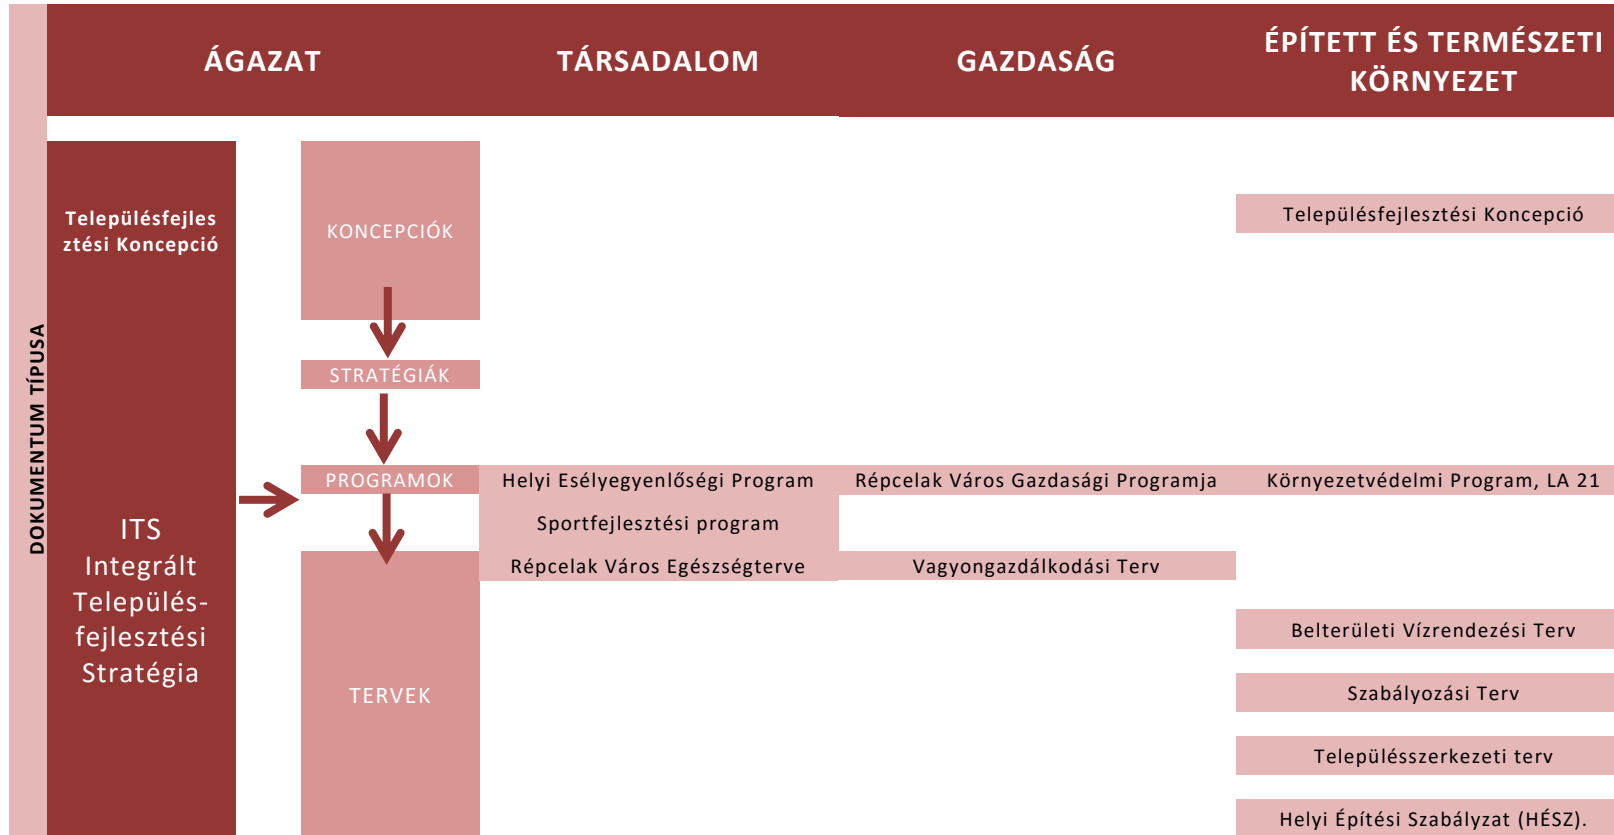 ÁGAZAT
TÁRSADALOM
GAZDASÁG
ÉPÍTETT ÉS TERMÉSZETI
KÖRNYEZET
DOKUMENTUM TÍPUSA
Településfejles
ztési Koncepció
KONCEPCIÓK
Településfejlesztési Koncepció
STRATÉGIÁK
PROGRAMOK
Helyi Esélyegyenlőségi Program
Répcelak Város Gazdasági Programja
Környezetvédelmi Program, LA 21
Sportfejlesztési program
ITS
Integrált
Település-
fejlesztési
Stratégia
Répcelak Város Egészségterve
Vagyongazdálkodási Terv
TERVEK
Belterületi Vízrendezési Terv
Szabályozási Terv
Településszerkezeti terv
Helyi Építési Szabályzat (HÉSZ).